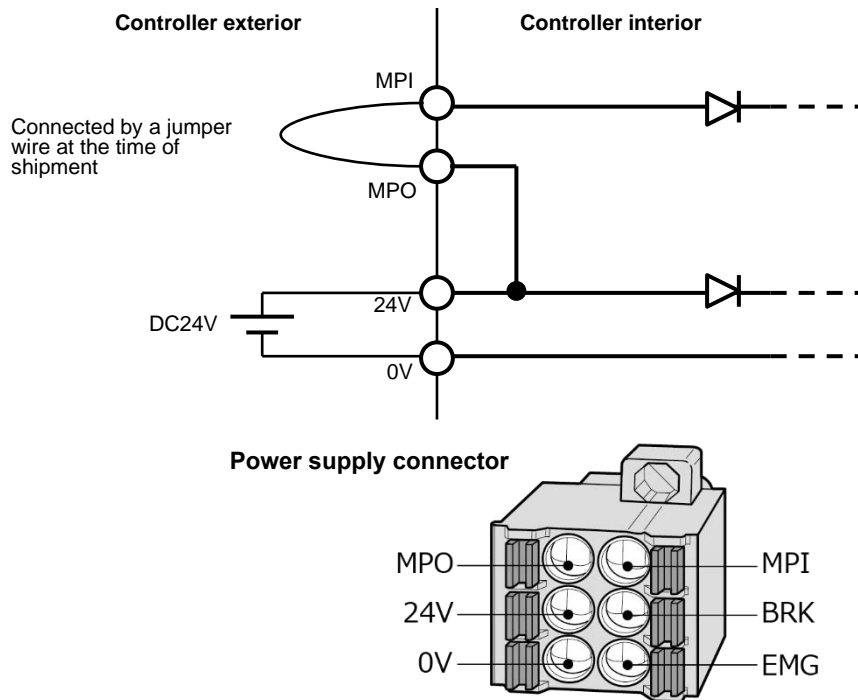 Controller exterior
Controller interior
MPI
Connected by a jumper
wire at the time of
shipment
MPO
24V
DC24V
0V
Power supply connector
MPO
MPI
24V
BRK
0V
EMG